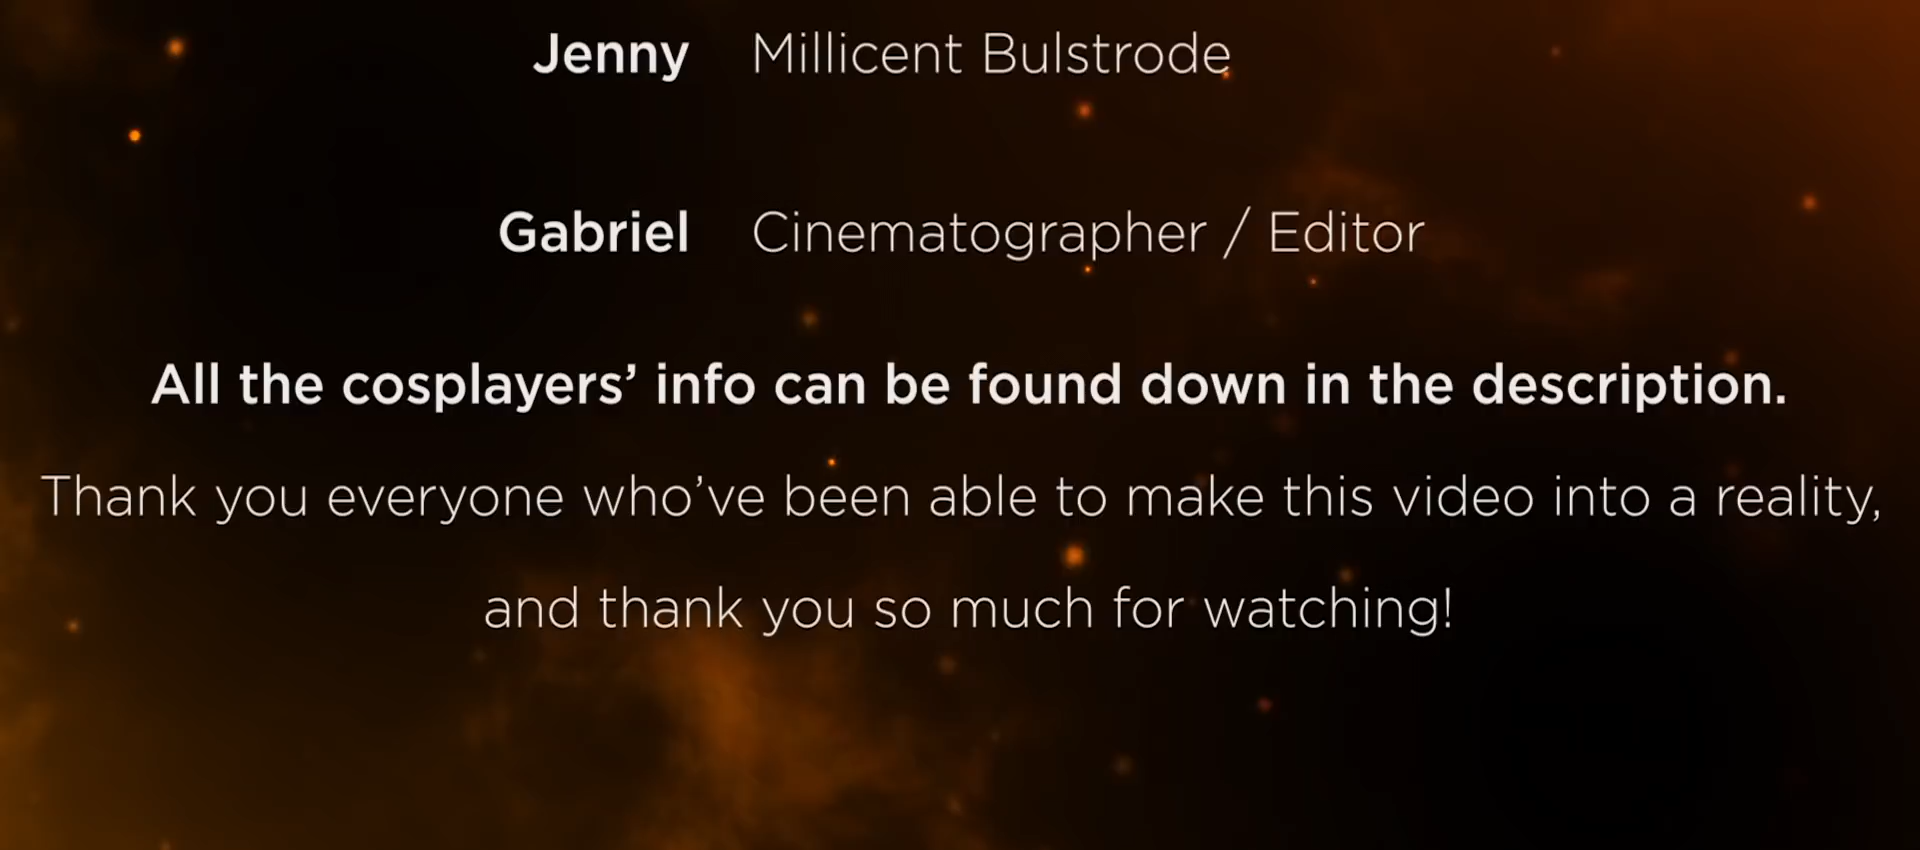 Jenny Millicent Bulstrode
Gabriel Cinematographer / Editor
All the cosplayers’ info can be found down in the description.
Thank you everyone who’ve been able to make this video into a reality,
and thank you so much for watching!